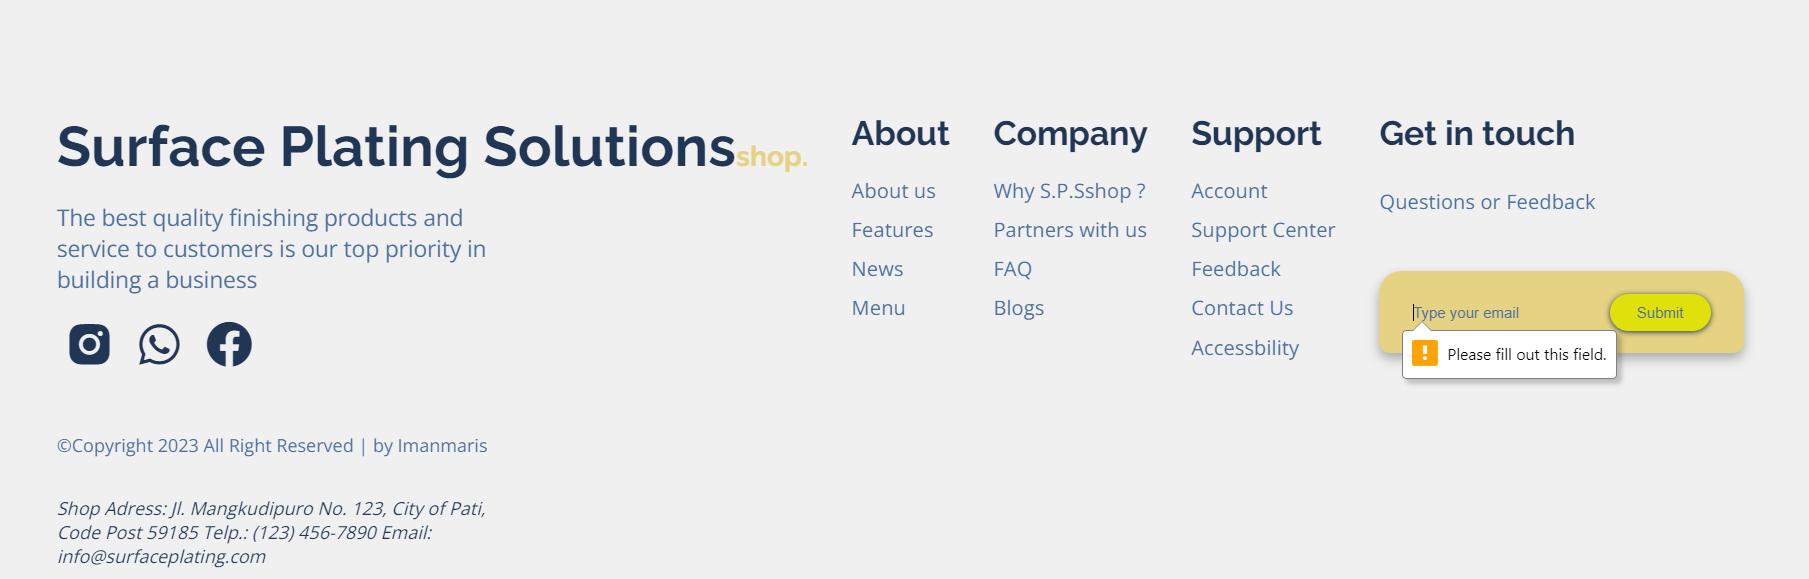 Surface Plating Solutionsshop.
The best quality finishing products and
service to customers is our top priority in
building a business
©Copyright 2023 All Right Reserved | by Imanmaris
Shop Adress: Jl. Mangkudipuro No. 123, City of Pati,
Code Post 59185 Telp.: (123) 456-7890 Email:
info@surfaceplating.com
About
About us
Features
News
Menu
Company
Why S.P.Sshop ?
Partners with us
FAQ
Blogs
Support
Account
Support Center
Feedback
Contact Us
Accessbility
Get in touch
Questions or Feedback
Type your email
Submit
Please fill out this field.